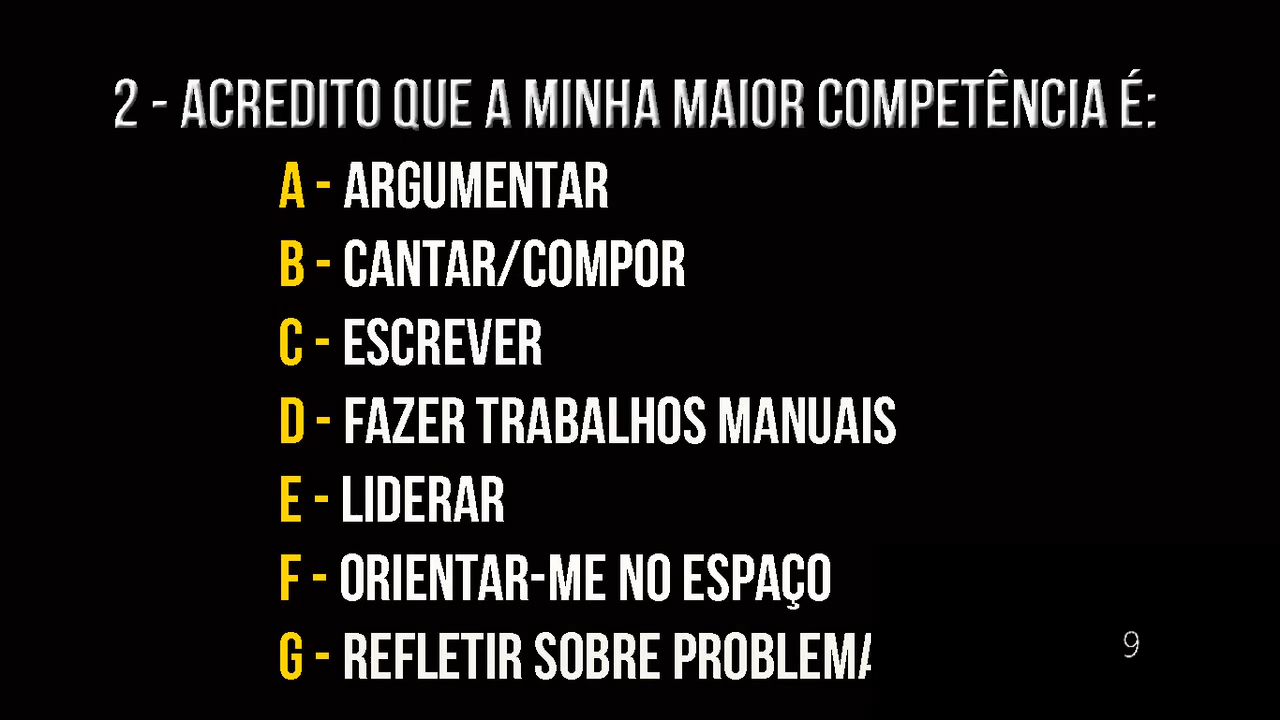 2 - ACREDITO QUE A MINHA MAIOR COMPETÊNCIA É:
A - ARGUMENTAR
B - CANTAR/COMPOR
C - ESCREVER
D - FAZER TRABALHOS MANUAIS
E - LIDERAR
F - ORIENTAR-ME NO ESPAÇO
G - REFLETIR SOBRE PROBLEMA
9